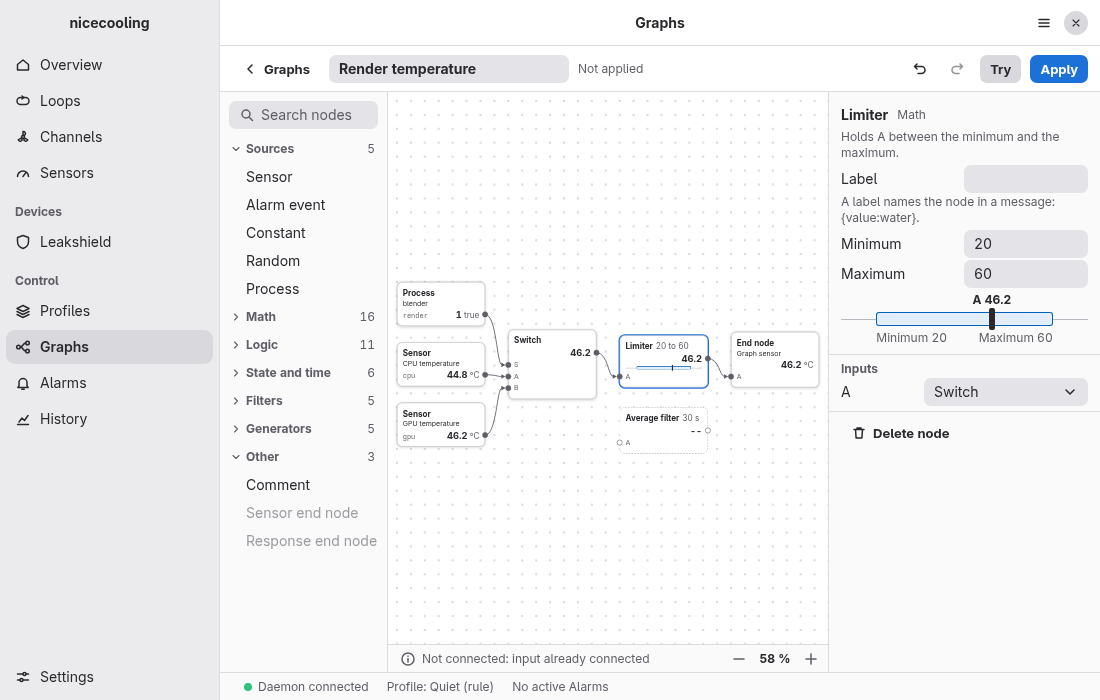 nicecooling
Overview
Loops
Channels
Sensors
Devices
Leakshield
Control
Profiles
Graphs
Alarms
History
Settings
Graphs
Graphs
Render temperature
Not applied
Try
Apply
Search nodes
Sources 5
Sensor
Alarm event
Constant
Random
Process
Math 16
Logic 11
State and time 6
Filters 5
Generators 5
Other 3
Comment
Sensor end node
Response end node
Process
blender
render 1 true
Sensor
CPU temperature
cpu 44.8 °C
Sensor
GPU temperature
gpu 46.2 °C
Switch
46.2
S
A
B
Limiter 20 to 60
46.2
A
Average filter 30 s
--
A
End node
Graph sensor
46.2 °C
A
Not connected: input already connected
58 %
Limiter Math
Holds A between the minimum and the
maximum.
Label
A label names the node in a message:
{value:water}.
Minimum 20
Maximum 60
A 46.2
Minimum 20 Maximum 60
Inputs
A Switch
Delete node
Daemon connected Profile: Quiet (rule) No active Alarms